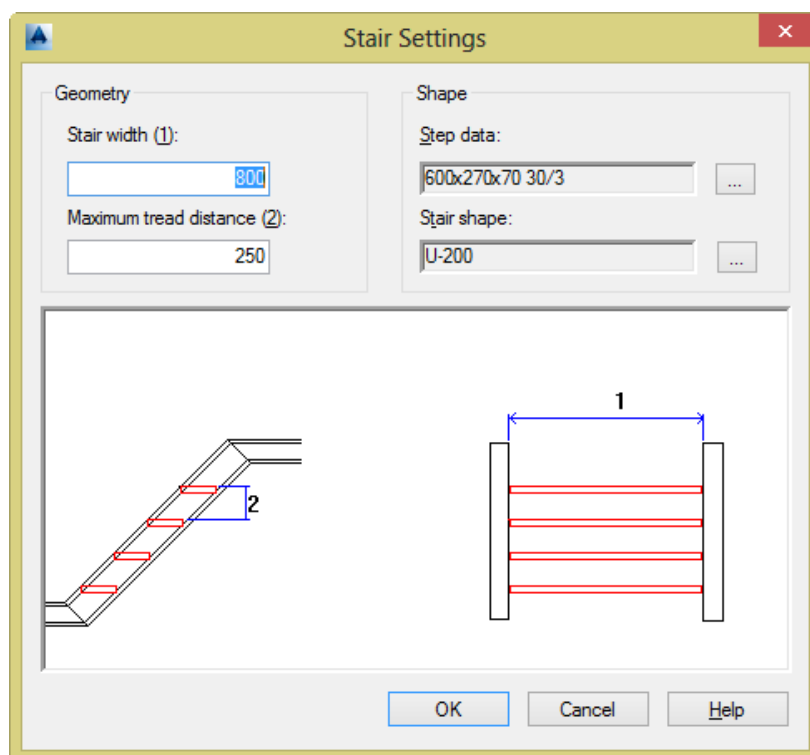 Stair Settings
Geometry
Stair width (1):
800
Maximum tread distance (2):
250
Shape
Step data:
600x270x70 30/3
...
Stair shape:
U-200
...
2
1
OK
Cancel
Help